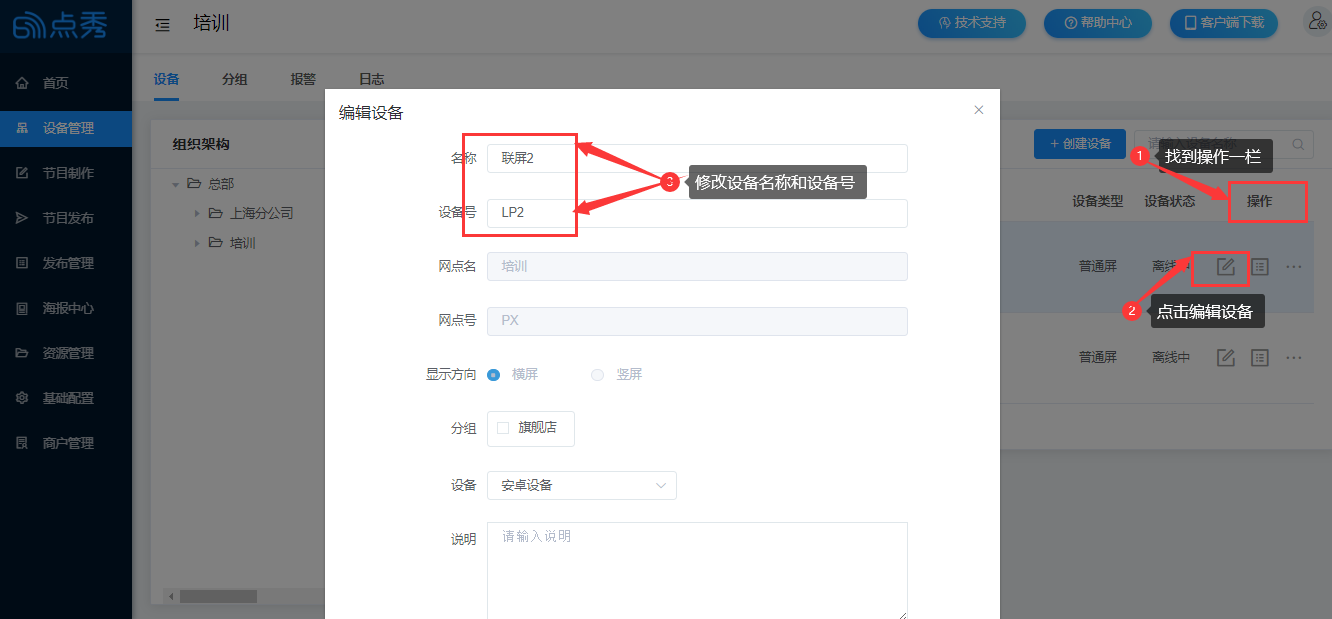 点秀
培训
技术支持
帮助中心
客户端下载
首页
设备管理
节目制作
节目发布
发布管理
海报中心
资源管理
基础配置
商户管理
设备
分组
报警
日志
组织架构
总部
上海分公司
培训
编辑设备
名称
联屏2
设备号
LP2
3
修改设备名称和设备号
网点名
培训
网点号
PX
显示方向
横屏
竖屏
分组
旗舰店
设备
安卓设备
说明
请输入说明
+ 创建设备
请输入设备名称
1
找到操作一栏
设备类型
设备状态
操作
普通屏
离线中
2
点击编辑设备
普通屏
离线中